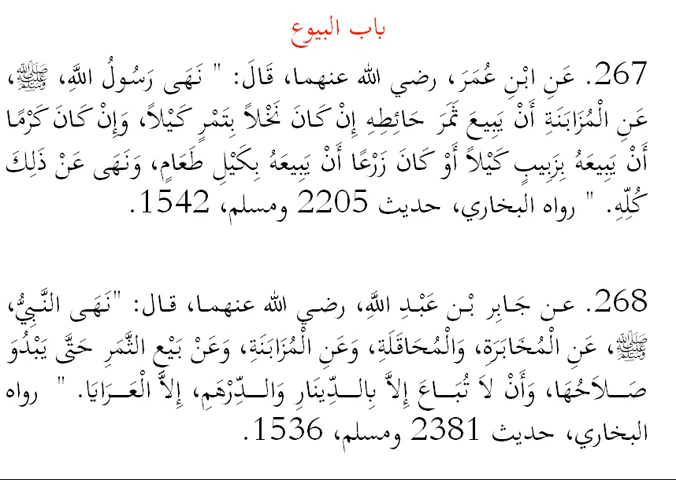 باب البيوع
267. عَنِ ابْنِ عُمَرَ، رضي الله عنهما، قَالَ: " نَهَى رَسُولُ اللَّهِ، ﷺ،
عَنِ الْمُزَابَنَةِ أَنْ يَبِيعَ ثَمَرَ حَائِطِهِ إِنْ كَانَ نَخْلاً بِتَمْرٍ كَيْلاً، وَإِنْ كَانَ كَرْمًا
أَنْ يَبِيعَهُ بِزَبِيبٍ كَيْلاً أَوْ كَانَ زَرْعًا أَنْ يَبِيعَهُ بِكَيْلِ طَعَامٍ، وَنَهَى عَنْ ذَلِكَ
كُلِّهِ. " رواه البخاري، حديث 2205 ومسلم، 1542.
268. عن جَابِر بْن عَبْدِ اللَّهِ، رضي الله عنهما، قال: "نَهَى النَّبِيُّ،
ﷺ، عَنِ الْمُخَابَرَةِ، وَالْمُحَاقَلَةِ، وَعَنِ الْمُزَابَنَةِ، وَعَنْ بَيْعِ الثَّمَرِ حَتَّى يَبْدُوَ
صَلاَحُهَا، وَأَنْ لاَ تُبَاعَ إِلاَّ بِالدِّينَارِ وَالدِّرْهَمِ، إِلاَّ الْعَرَايَا. " رواه
البخاري، حديث 2381 ومسلم، 1536.